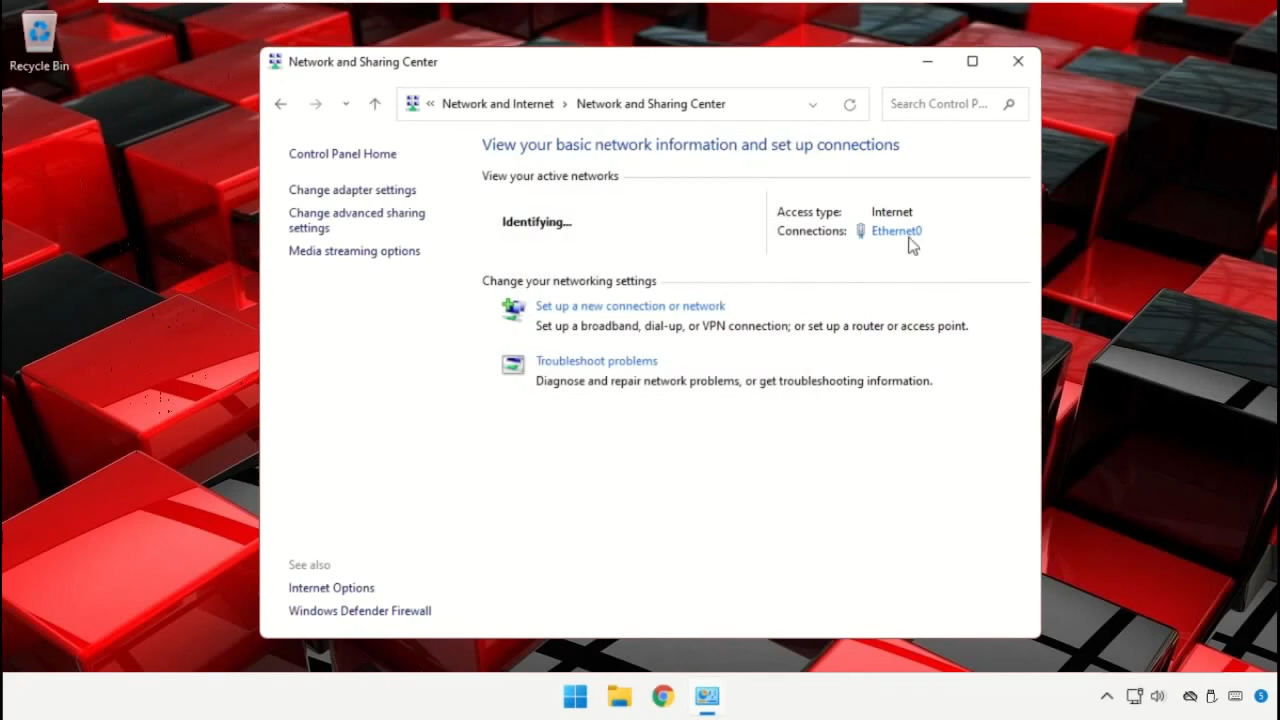 Recycle Bin
Network and Sharing Center
« Network and Internet › Network and Sharing Center
Search Control P...
Control Panel Home
Change adapter settings
Change advanced sharing
settings
Media streaming options
View your basic network information and set up connections
View your active networks
Identifying...
Access type: Internet
Connections: Ethernet0
Change your networking settings
Set up a new connection or network
Set up a broadband, dial-up, or VPN connection; or set up a router or access point.
Troubleshoot problems
Diagnose and repair network problems, or get troubleshooting information.
See also
Internet Options
Windows Defender Firewall
5